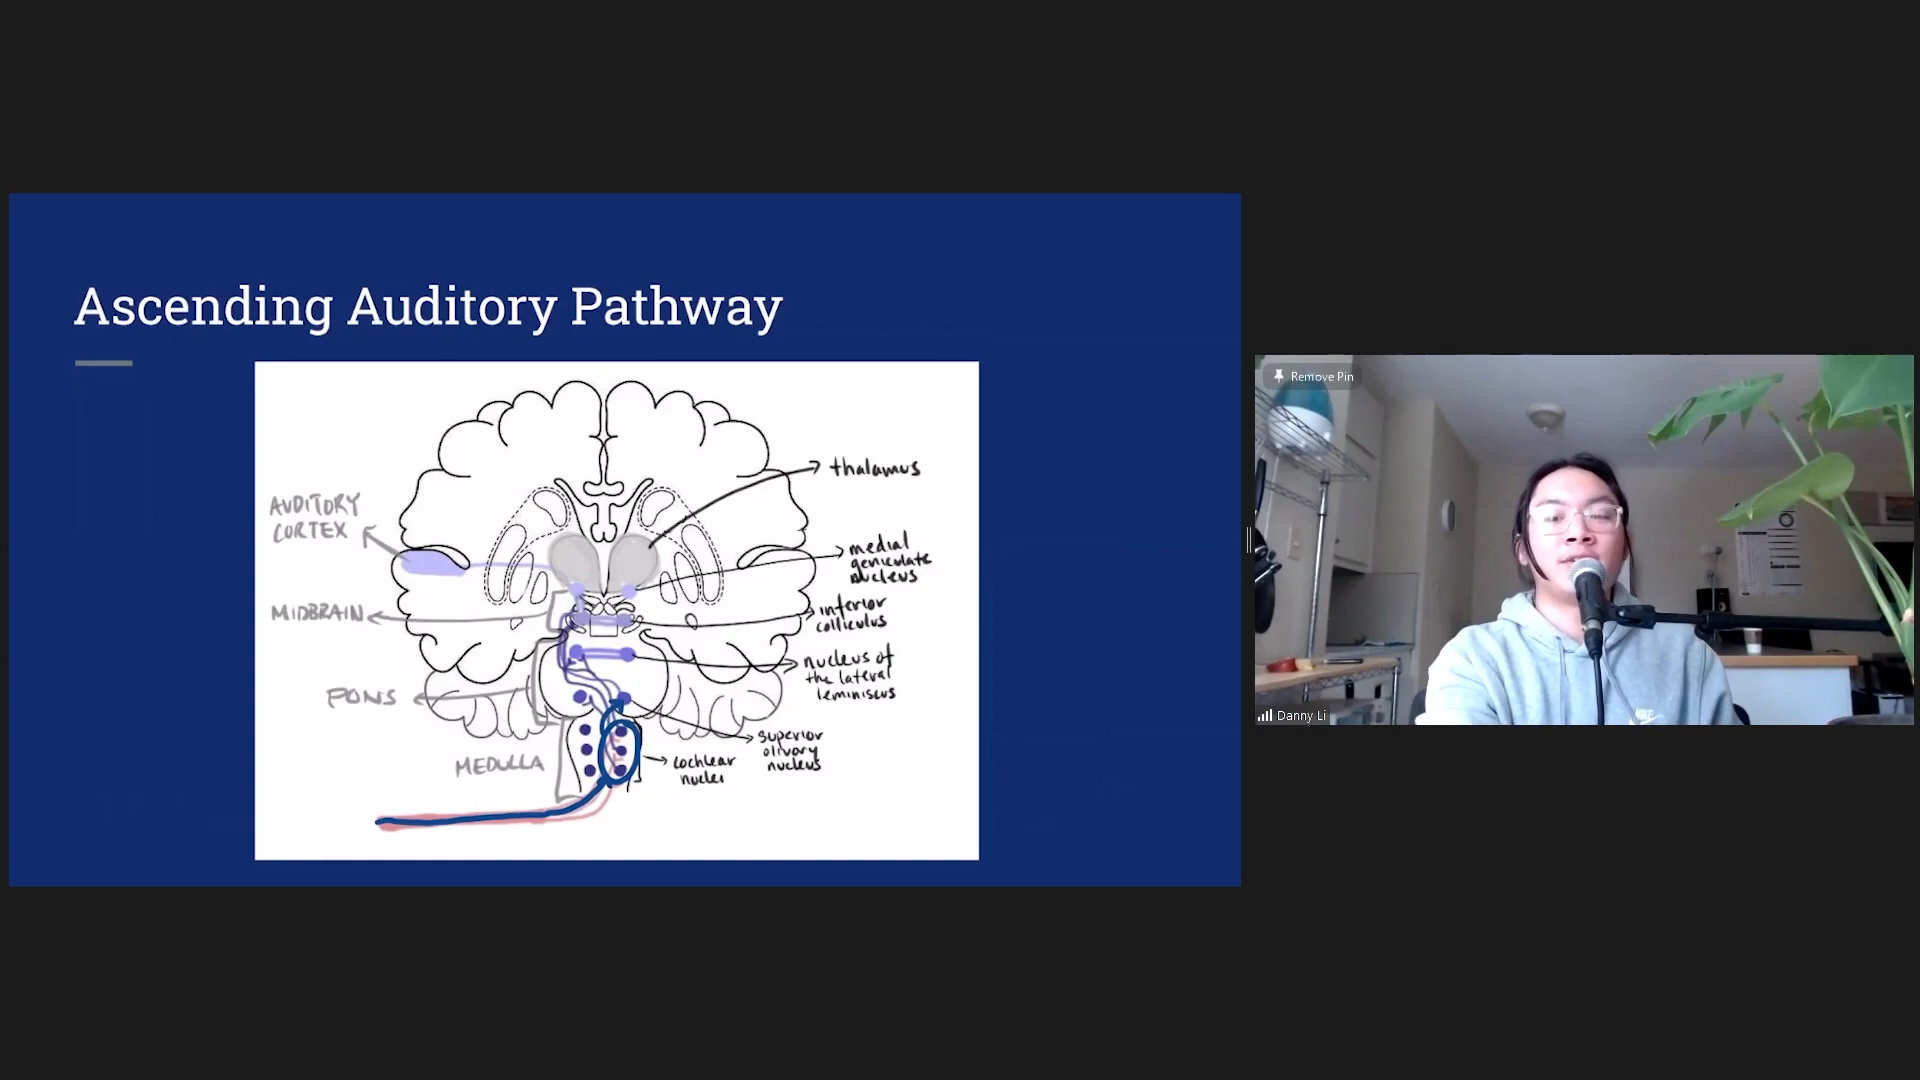 Ascending Auditory Pathway
thalamus
AUDITORY
CORTEX
medial
geniculate
nucleus
MIDBRAIN
inferior
colliculus
nucleus of
the lateral
leminiscus
PONS
superior
olivary
nucleus
MEDULLA
cochlear
nuclei
Remove Pin
Danny Li